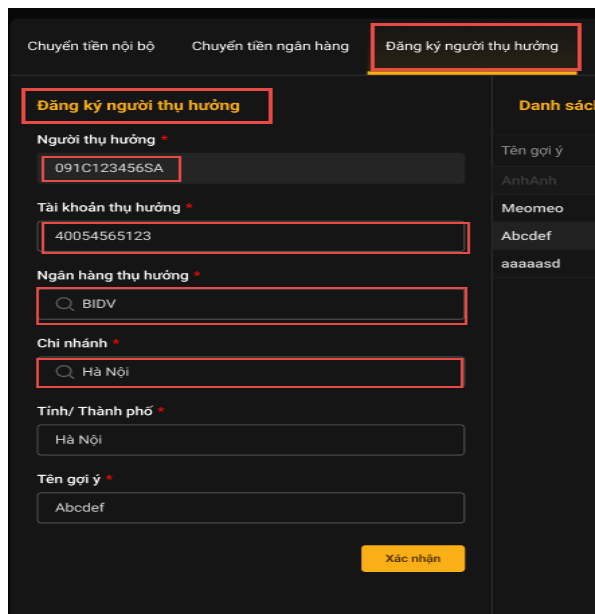 Chuyển tiền nội bộ Chuyển tiền ngân hàng Đăng ký người thụ hưởng
Đăng ký người thụ hưởng
Người thụ hưởng *
091C123456SA
Tài khoản thụ hưởng *
40054565123
Ngân hàng thụ hưởng *
BIDV
Chi nhánh *
Hà Nội
Tỉnh/ Thành phố *
Hà Nội
Tên gợi ý *
Abcdef
Xác nhận
Danh sác
Tên gợi ý
AnhAnh
Meomeo
Abcdef
aaaaasd